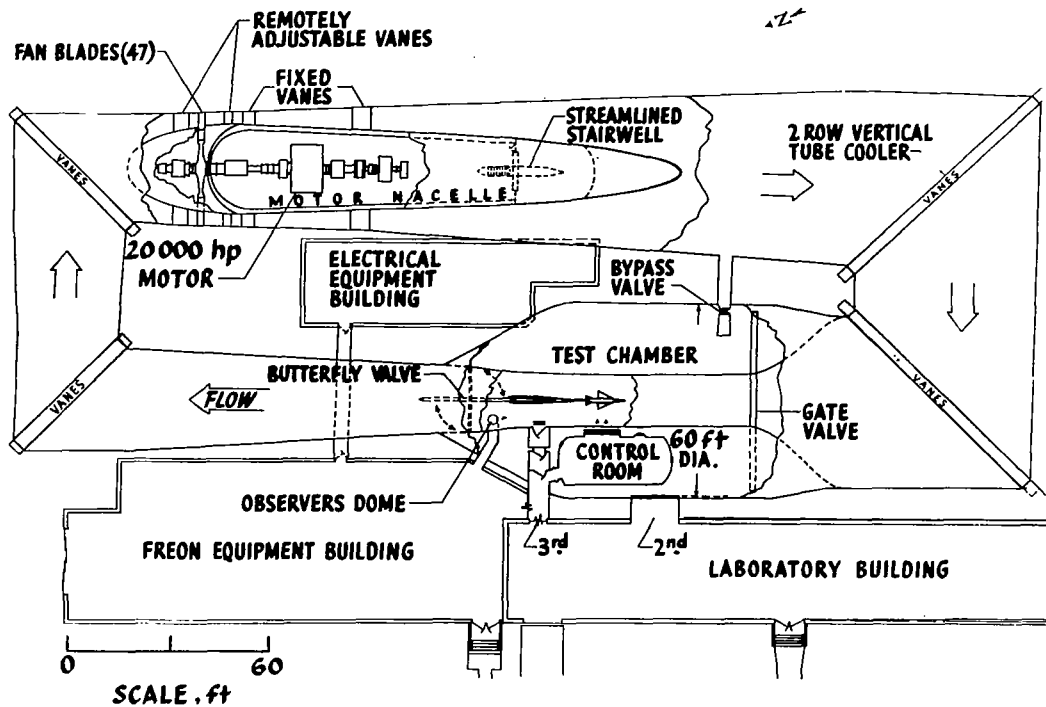 N
REMOTELY
ADJUSTABLE VANES
FAN BLADES(47)
FIXED
VANES
STREAMLINED
STAIRWELL
2 ROW VERTICAL
TUBE COOLER
VANES
VANES
MOTOR NACELLE
20000 hp
MOTOR
ELECTRICAL
EQUIPMENT
BUILDING
BYPASS
VALVE
TEST CHAMBER
BUTTERFLY VALVE
FLOW
VANES
VANES
GATE
VALVE
CONTROL
ROOM
60 ft
DIA.
OBSERVERS DOME
3rd
2nd
FREON EQUIPMENT BUILDING
LABORATORY BUILDING
0 60
SCALE, ft